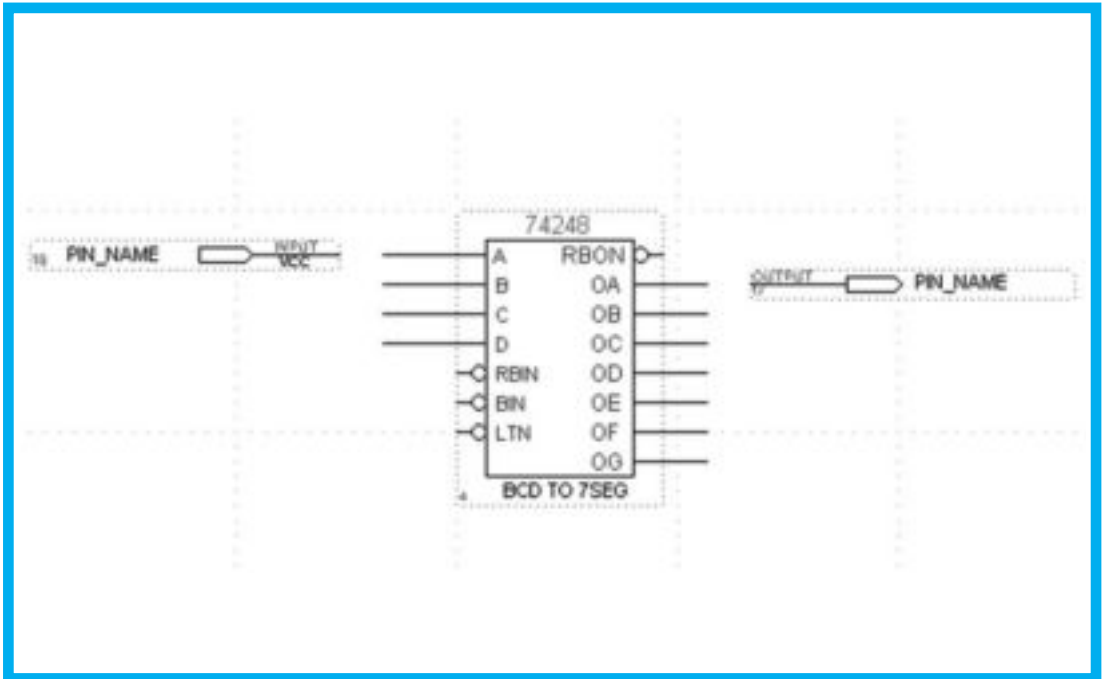 74248
PIN_NAME
INPUT
VCC
A
RBON
B
OA
C
OB
D
OC
RBIN
OD
BIN
OE
LTN
OF
OG
OUTPUT
PIN_NAME
4
BCD TO 7SEG